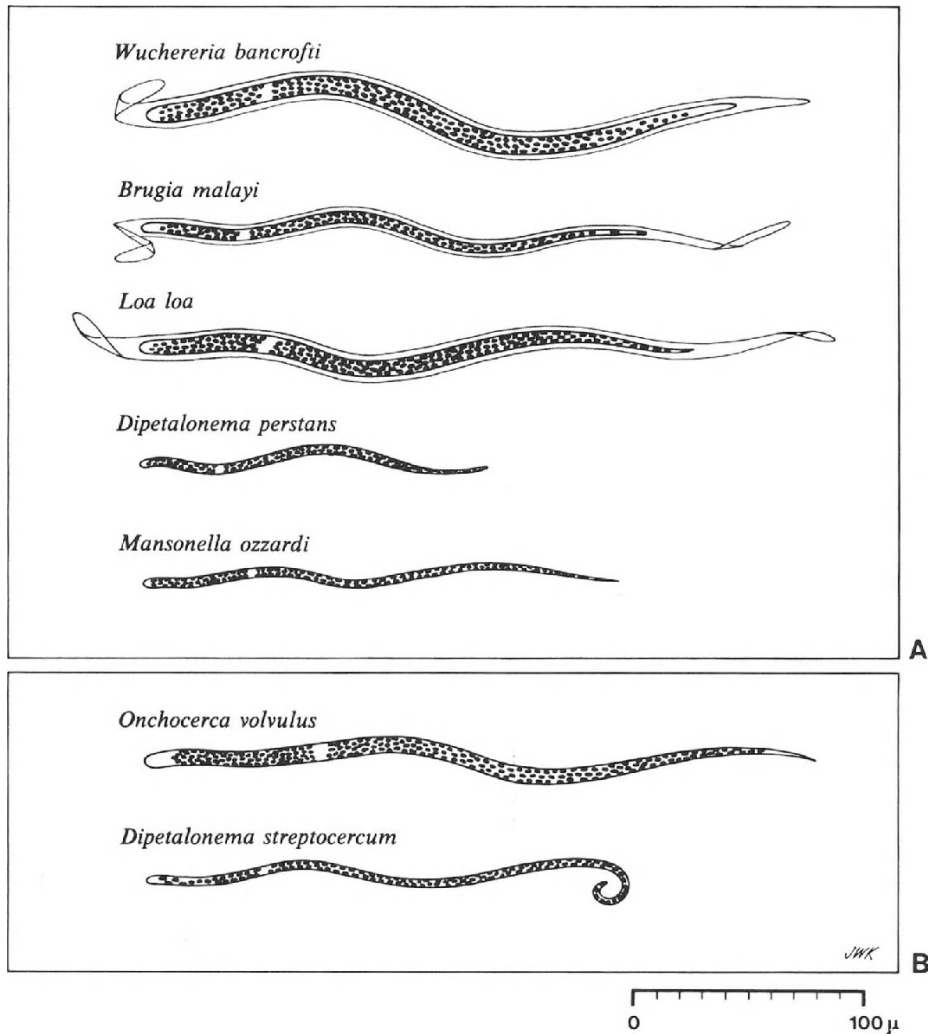 Wuchereria bancrofti
Brugia malayi
Loa loa
Dipetalonema perstans
Mansonella ozzardi
A
Onchocerca volvulus
Dipetalonema streptocercum
JWK
B
0 100 μ